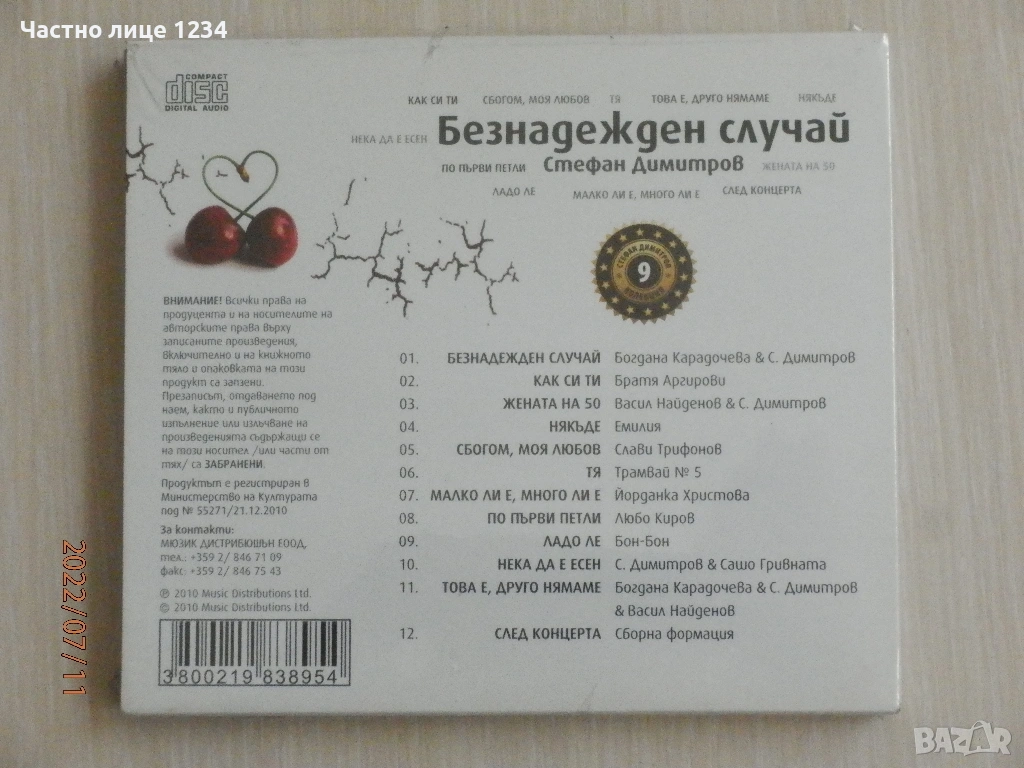 Частно лице 1234
COMPACT
disc
DIGITAL AUDIO
КАК СИ ТИ СБОГОМ, МОЯ ЛЮБОВ ТЯ ТОВА Е, ДРУГО НЯМАМЕ НЯКЪДЕ
НЕКА ДА Е ЕСЕН Безнадежден случай
ПО ПЪРВИ ПЕТЛИ Стефан Димитров ЖЕНАТА НА 50
ЛАДО ЛЕ МАЛКО ЛИ Е, МНОГО ЛИ Е СЛЕД КОНЦЕРТА
СТЕФАН ДИМИТРОВ
9
ВНИМАНИЕ! Всички права на
продуцента и на носителите на
авторските права върху
записаните произведения,
включително и на книжното
тяло и опаковката на този
продукт са запзени.
Презаписът, отдаването под
наем, както и публичното
изпълнение или излъчване на
произведенията съдържащи се
на този носител /или части от
тях/ са ЗАБРАНЕНИ.
Продуктът е регистриран в
Министерство на Културата
под № 55271/21.12.2010
За контакти:
МЮЗИК ДИСТРИБЮШЪН ЕООД,
тел.: +359 2/ 846 71 09
факс: +359 2/ 846 75 43
℗ 2010 Music Distributions Ltd.
© 2010 Music Distributions Ltd.
3800219 838954
01. БЕЗНАДЕЖДЕН СЛУЧАЙ Богдана Карадочева & С. Димитров
02. КАК СИ ТИ Братя Аргирови
03. ЖЕНАТА НА 50 Васил Найденов & С. Димитров
04. НЯКЪДЕ Емилия
05. СБОГОМ, МОЯ ЛЮБОВ Слави Трифонов
06. ТЯ Трамвай № 5
07. МАЛКО ЛИ Е, МНОГО ЛИ Е Йорданка Христова
08. ПО ПЪРВИ ПЕТЛИ Любо Киров
09. ЛАДО ЛЕ Бон-Бон
10. НЕКА ДА Е ЕСЕН С. Димитров & Сашо Гривната
11. ТОВА Е, ДРУГО НЯМАМЕ Богдана Карадочева & С. Димитров
& Васил Найденов
12. СЛЕД КОНЦЕРТА Сборна формация
2022/07/11
BAZAR